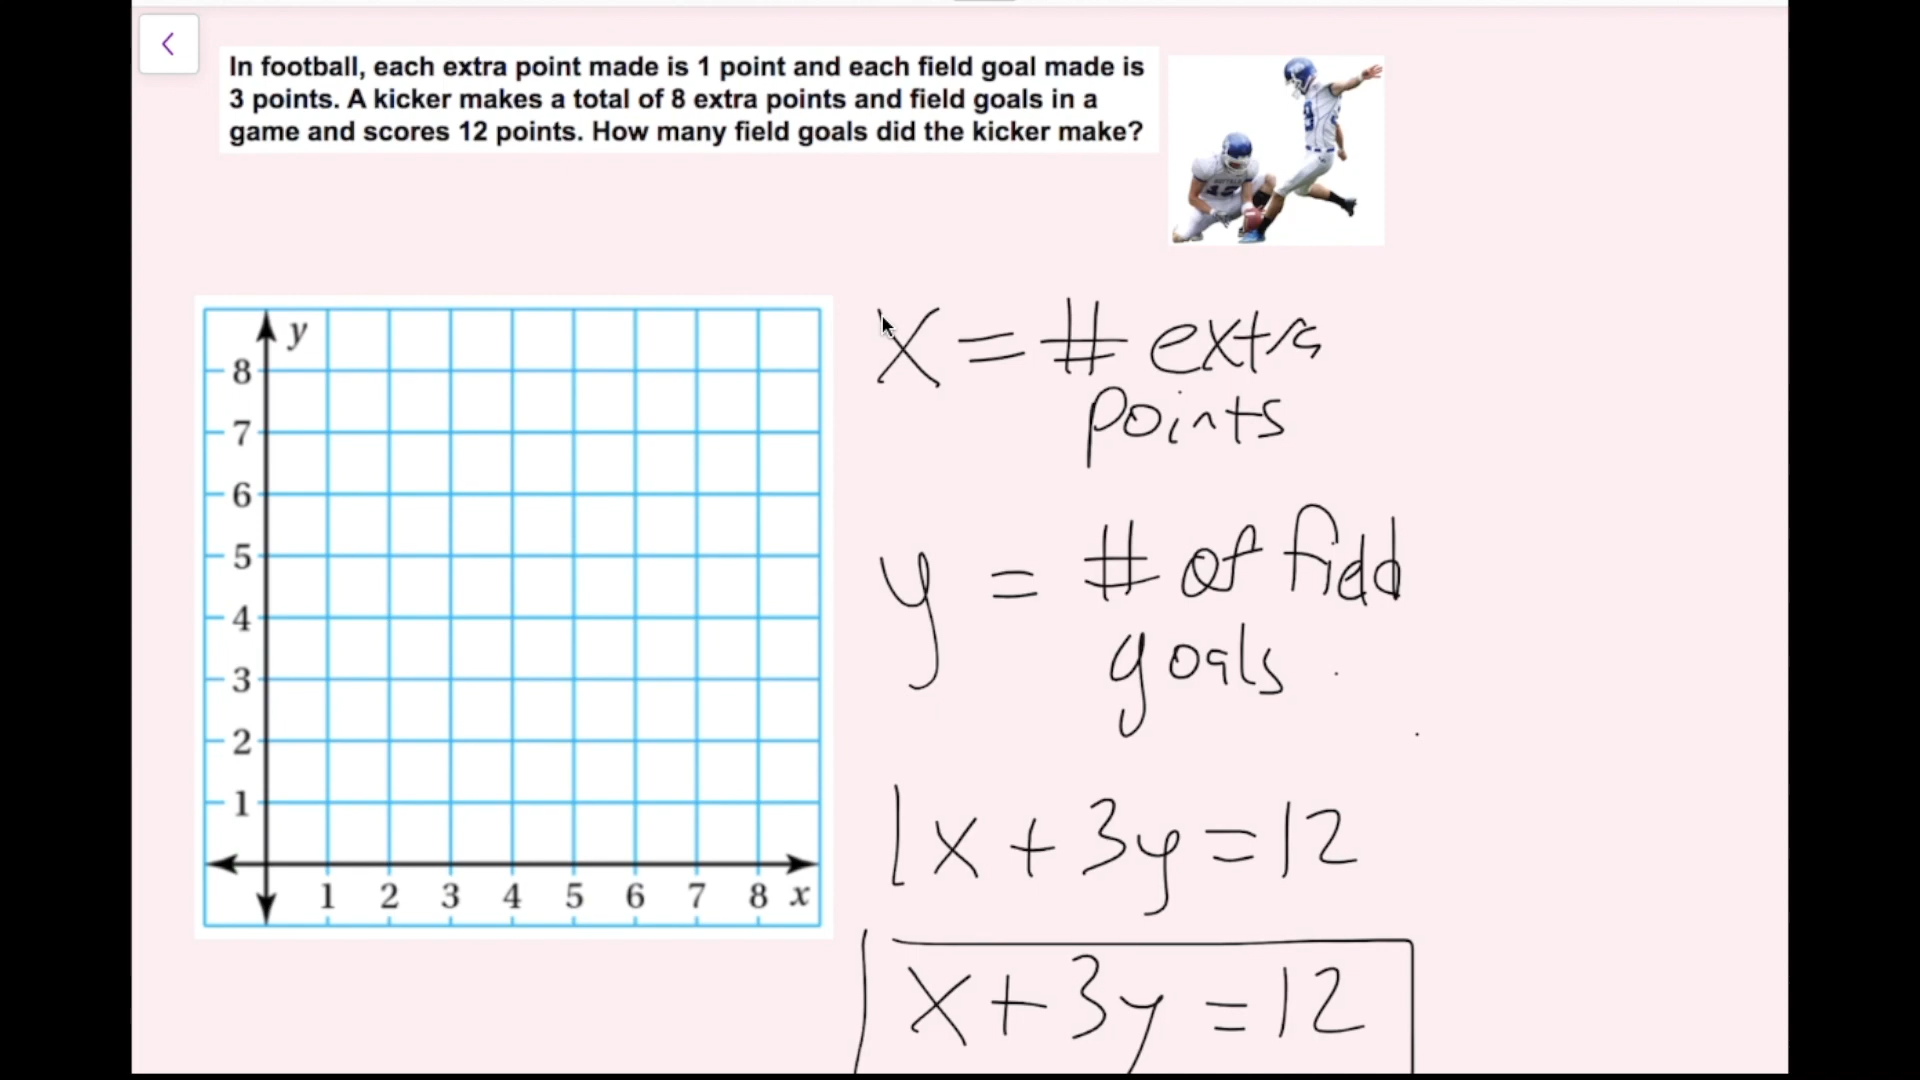 In football, each extra point made is 1 point and each field goal made is
3 points. A kicker makes a total of 8 extra points and field goals in a
game and scores 12 points. How many field goals did the kicker make?
y
8
7
6
5
4
3
2
1
1 2 3 4 5 6 7 8 x
x = # extra
points
y = # of field
goals
1x + 3y = 12
x + 3y = 12